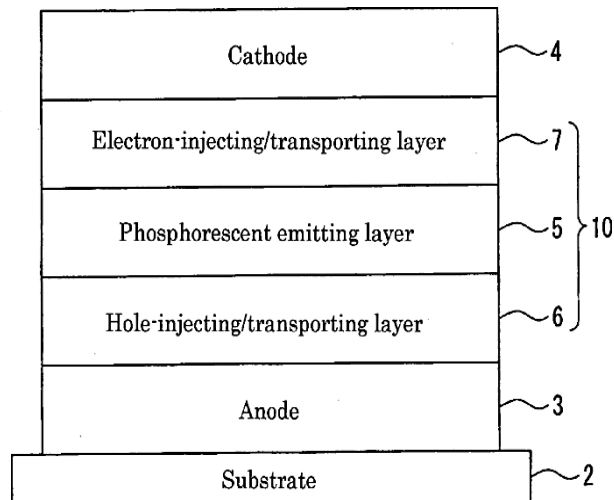 Cathode 4
Electron-injecting/transporting layer 7
Phosphorescent emitting layer 5 10
Hole-injecting/transporting layer 6
Anode 3
Substrate 2